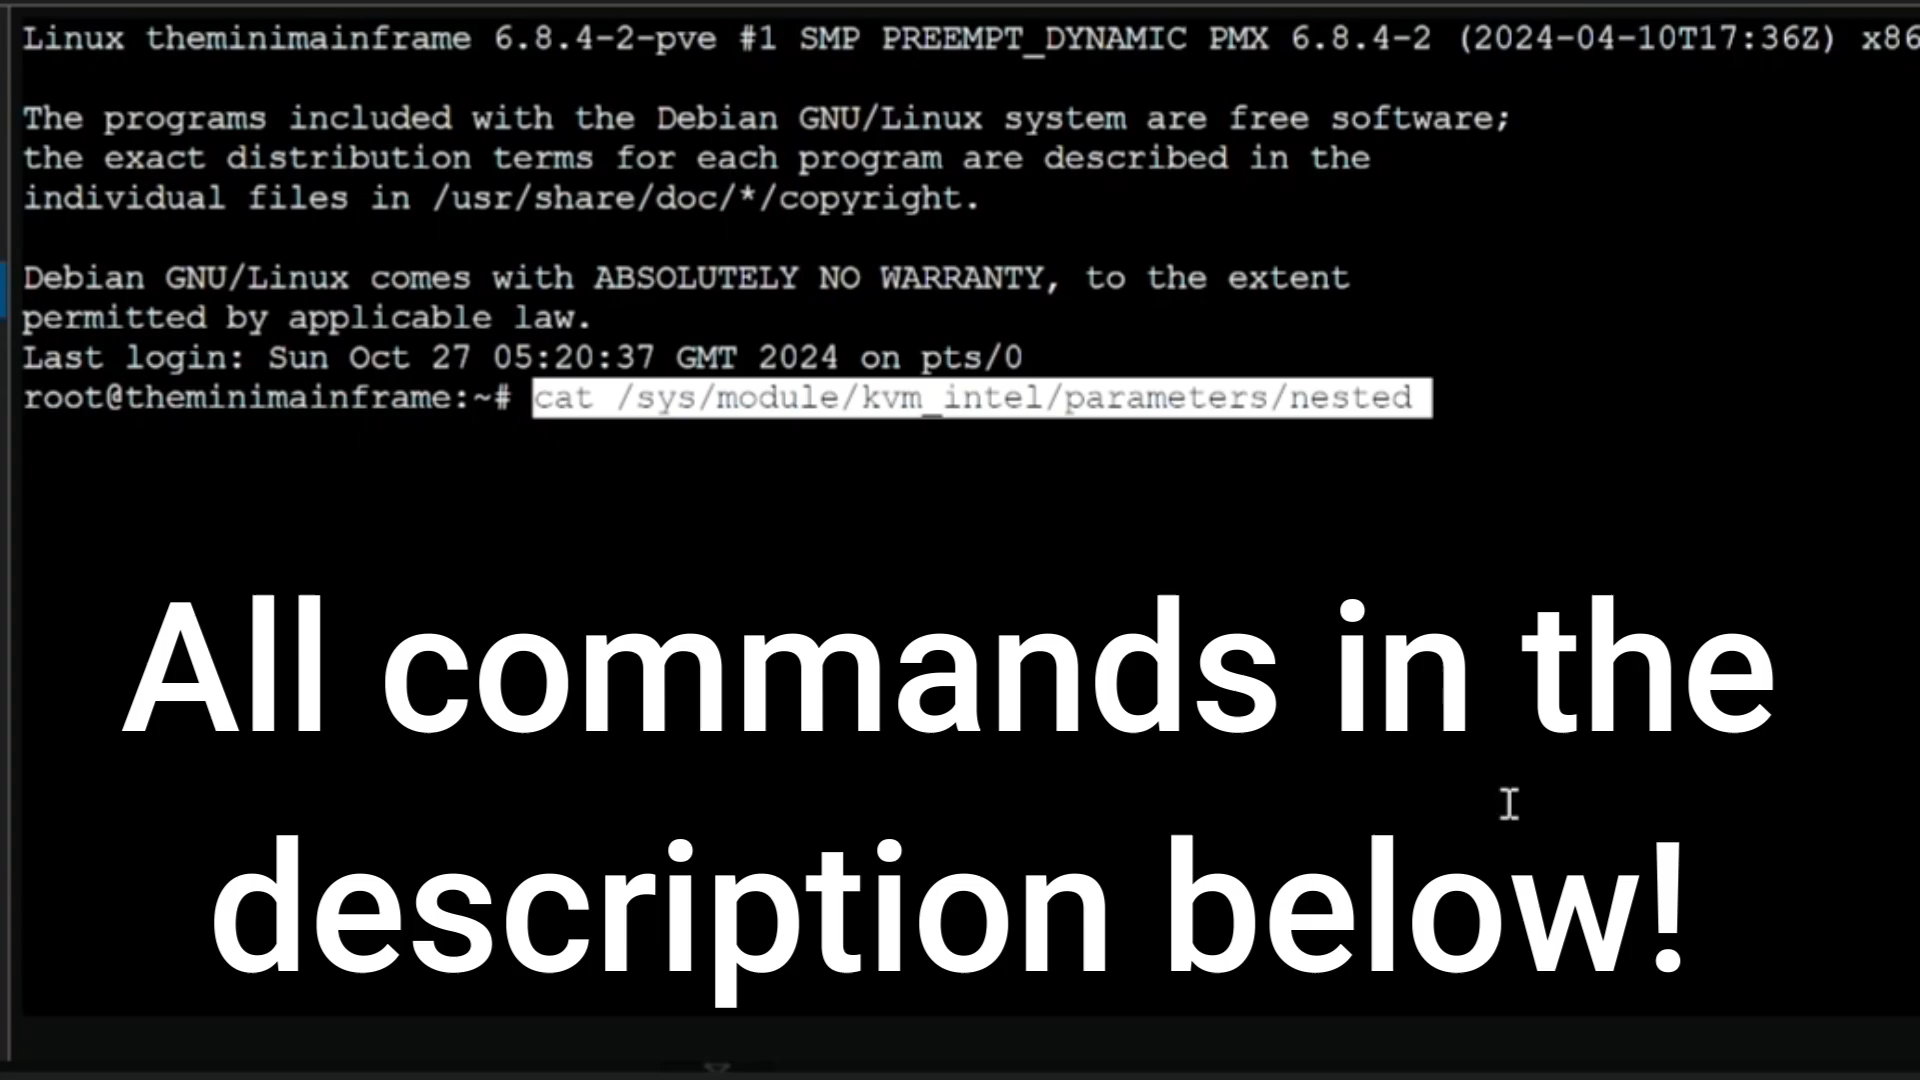 Linux theminimainframe 6.8.4-2-pve #1 SMP PREEMPT_DYNAMIC PMX 6.8.4-2 (2024-04-10T17:36Z) x86
The programs included with the Debian GNU/Linux system are free software;
the exact distribution terms for each program are described in the
individual files in /usr/share/doc/*/copyright.
Debian GNU/Linux comes with ABSOLUTELY NO WARRANTY, to the extent
permitted by applicable law.
Last login: Sun Oct 27 05:20:37 GMT 2024 on pts/0
root@theminimainframe:~# cat /sys/module/kvm_intel/parameters/nested
All commands in the
description below!